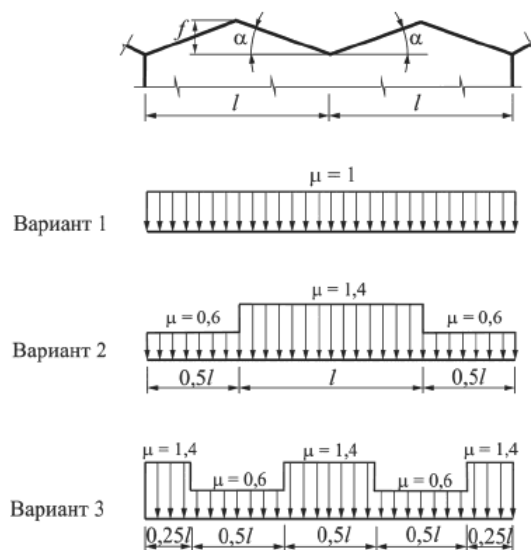 f α α
l l
μ = 1
Вариант 1
μ = 1,4
μ = 0,6 μ = 0,6
Вариант 2
0,5l l 0,5l
μ = 1,4 μ = 1,4 μ = 1,4
μ = 0,6 μ = 0,6
Вариант 3
0,25l 0,5l 0,5l 0,5l 0,25l